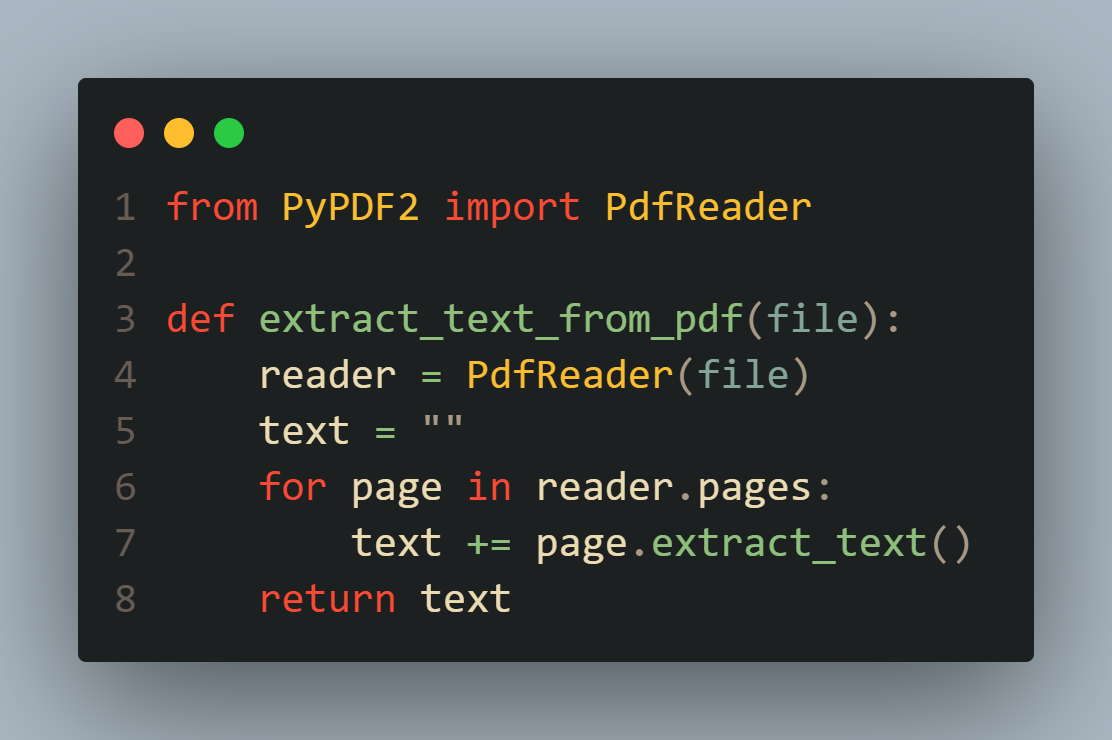 1 from PyPDF2 import PdfReader
2
3 def extract_text_from_pdf(file):
4     reader = PdfReader(file)
5     text = ""
6     for page in reader.pages:
7         text += page.extract_text()
8     return text